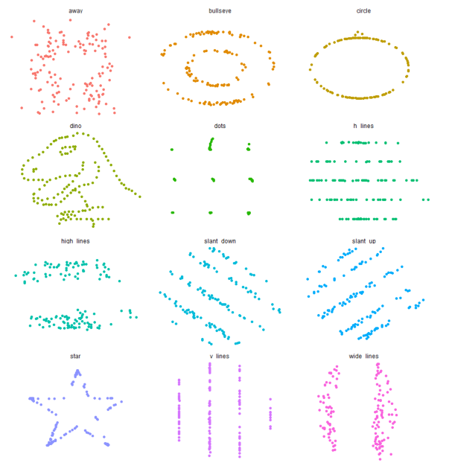 away
bullseye
circle
dino
dots
h_lines
high_lines
slant_down
slant_up
star
v_lines
wide_lines